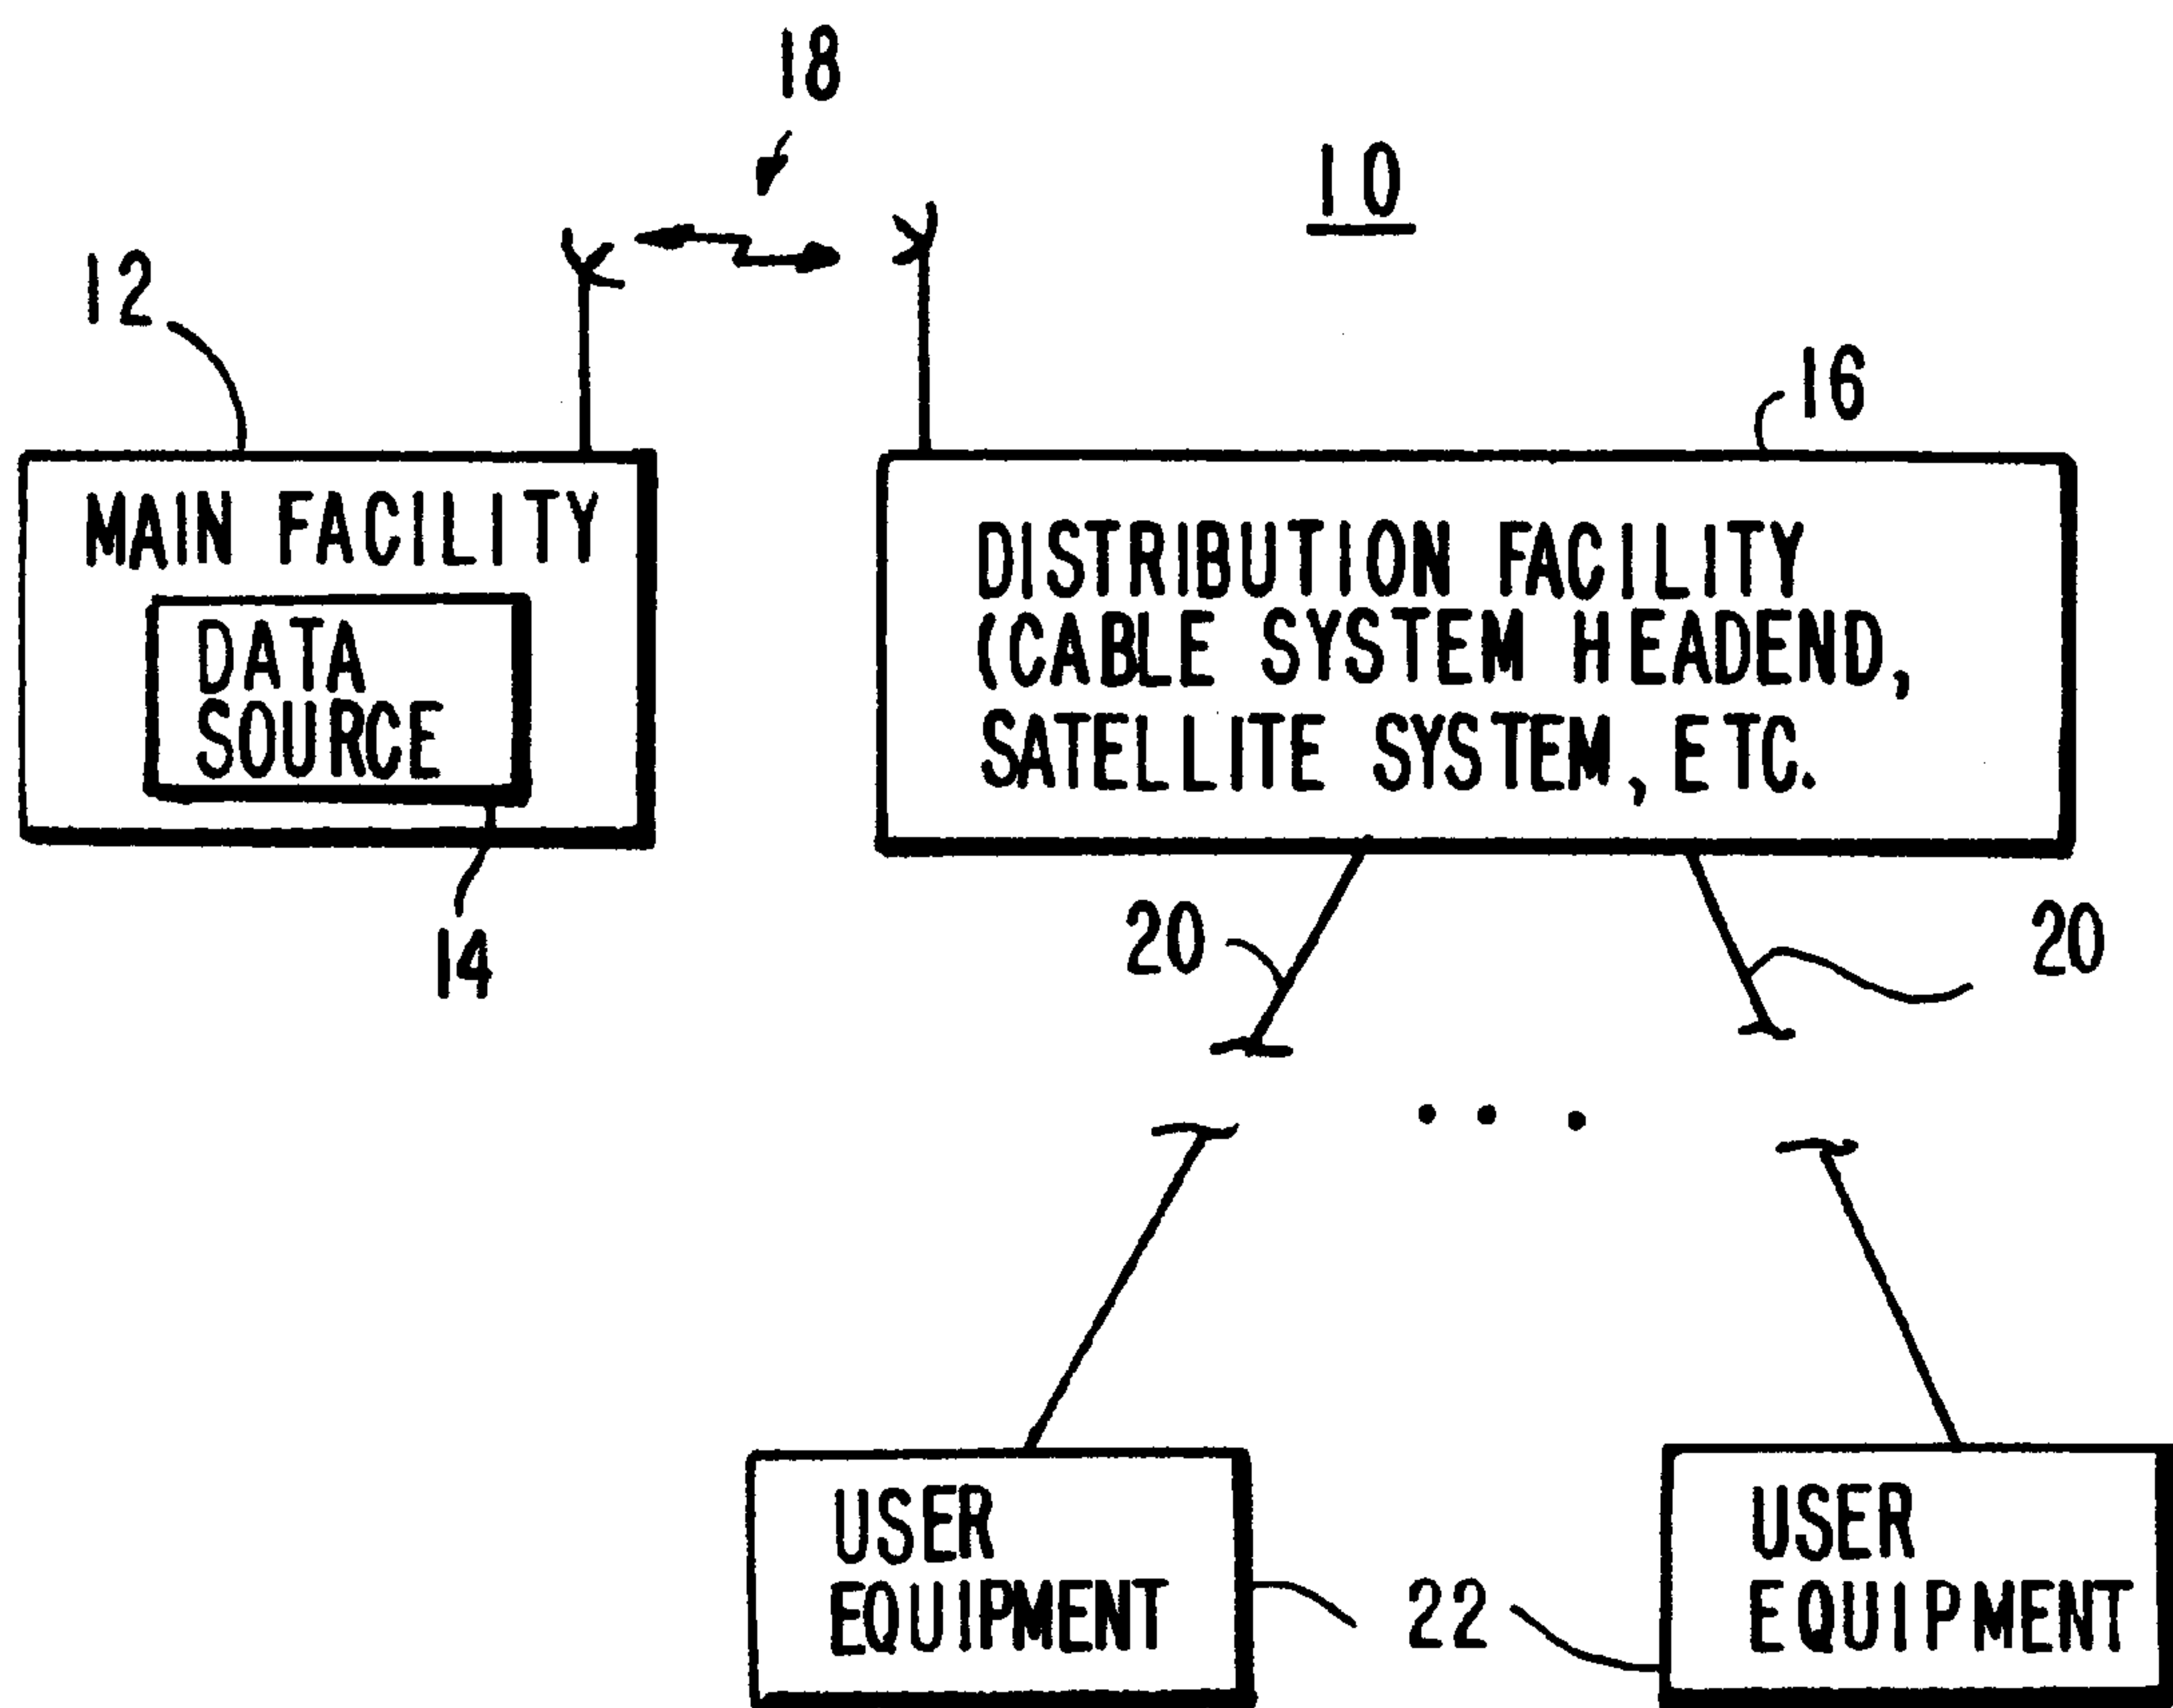 18
10
12
16
MAIN FACILITY
DATA
SOURCE
DISTRIBUTION FACILITY
(CABLE SYSTEM HEADEND,
SATELLITE SYSTEM, ETC.
14
20
20
USER
EQUIPMENT
22
USER
EQUIPMENT